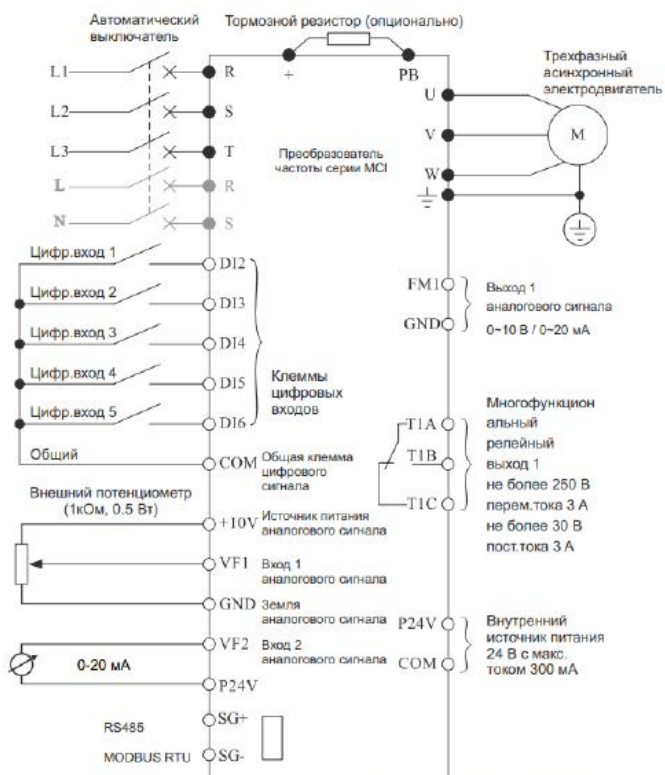 Автоматический
выключатель
Тормозной резистор (опционально)
Трехфазный
асинхронный
электродвигатель
L1
R
+
PB
U
L2
S
V
M
L3
T
Преобразователь
частоты серии MCI
W
L
R
N
S
Цифр.вход 1
DI2
Цифр.вход 2
DI3
Цифр.вход 3
DI4
Цифр.вход 4
DI5
Цифр.вход 5
DI6
Клеммы
цифровых
входов
Общий
COM
Общая клемма
цифрового
сигнала
FM1
GND
Выход 1
аналогового сигнала
0~10 В / 0~20 мА
T1A
T1B
T1C
Многофункцион
альный
релейный
выход 1
не более 250 В
перем.тока 3 А
не более 30 В
пост.тока 3 А
Внешний потенциометр
(1кОм, 0.5 Вт)
+10V
Источник питания
аналогового сигнала
VF1
Вход 1
аналогового сигнала
GND
Земля
аналогового сигнала
VF2
Вход 2
аналогового сигнала
0-20 мА
P24V
P24V
COM
Внутренний
источник питания
24 В с макс.
током 300 мА
RS485
SG+
MODBUS RTU
SG-